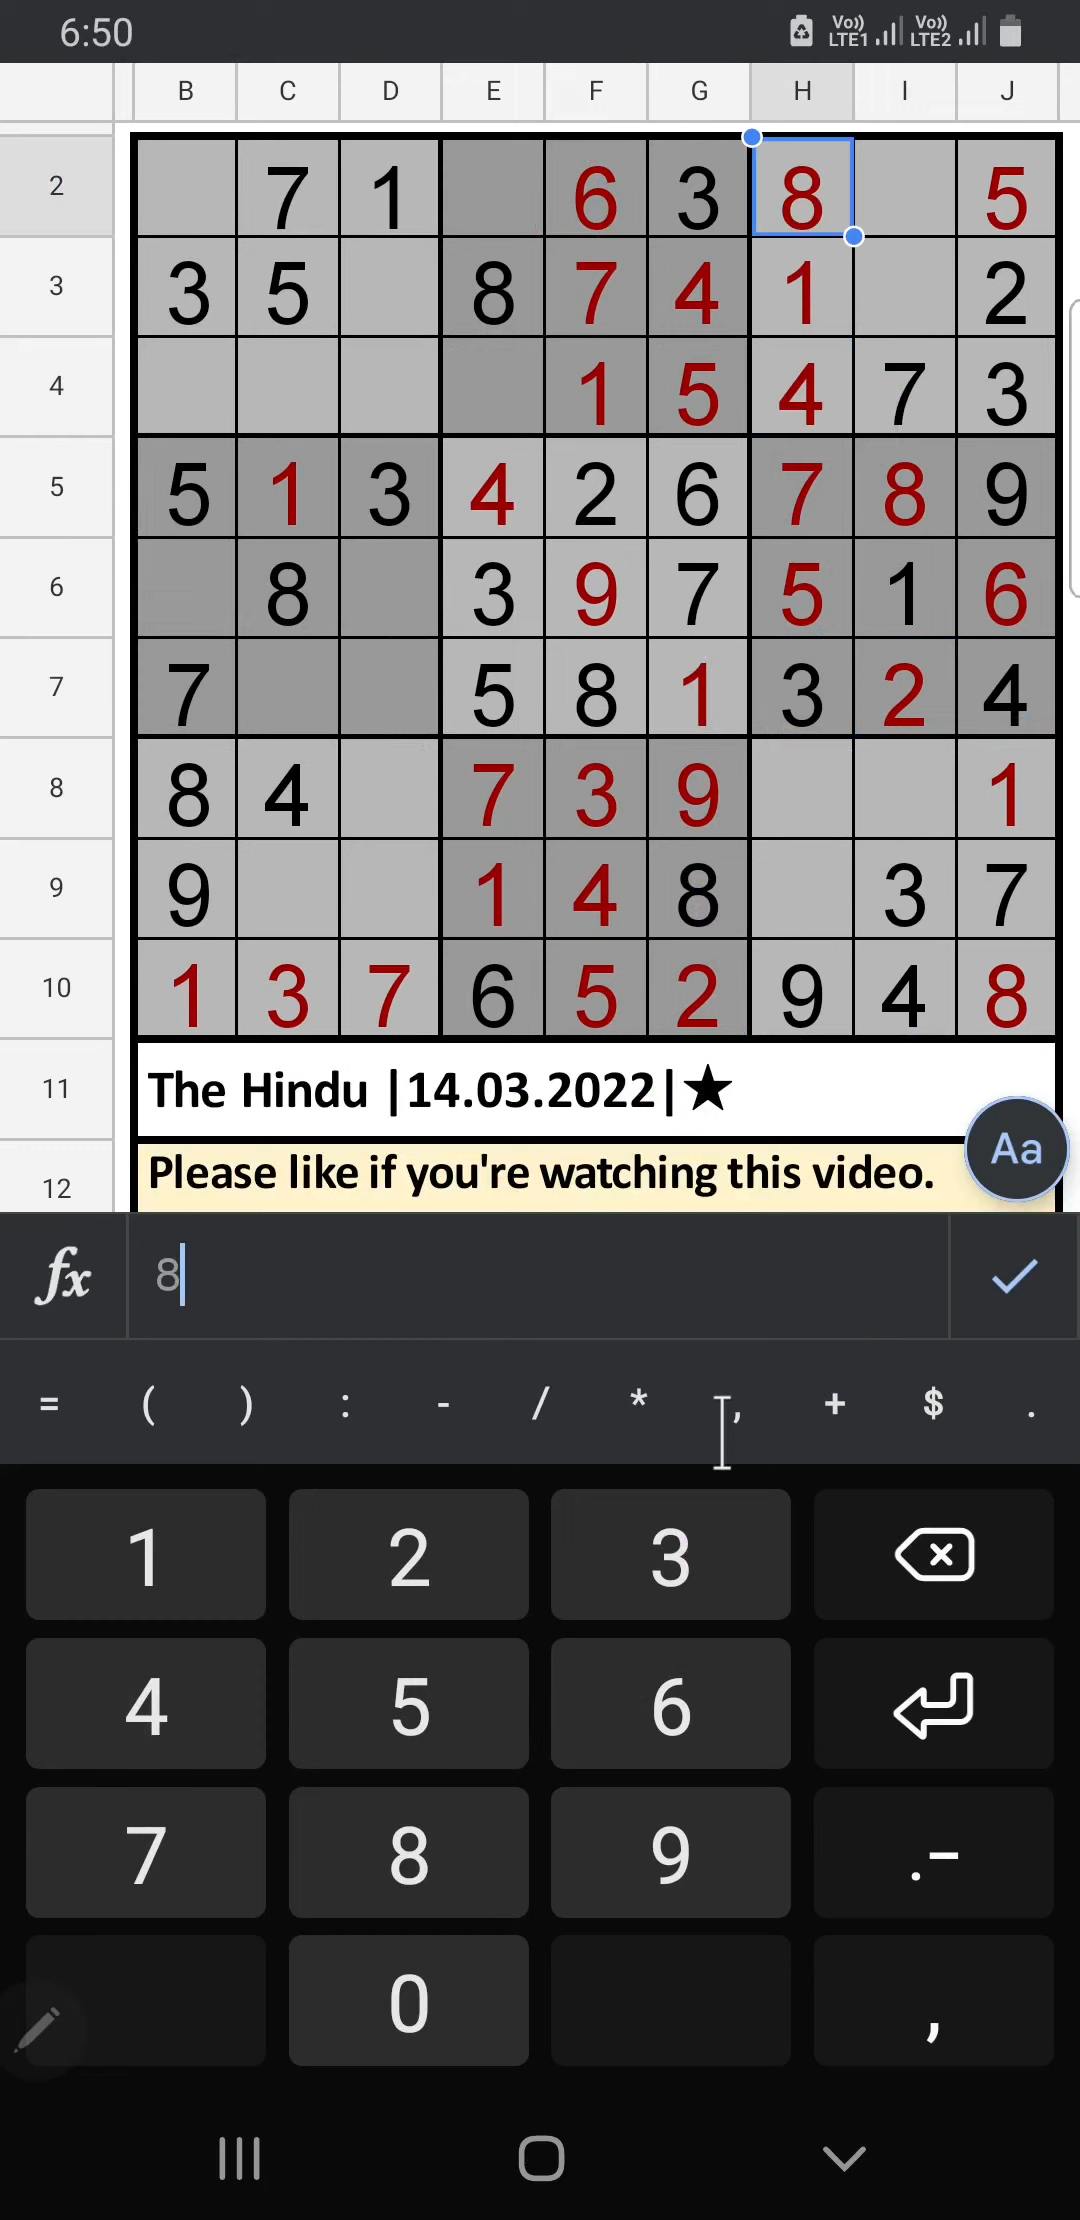 6:50 Vo)) LTE1 Vo)) LTE2
B C D E F G H I J
2 7 1 6 3 8 5
3 3 5 8 7 4 1 2
4 1 5 4 7 3
5 5 1 3 4 2 6 7 8 9
6 8 3 9 7 5 1 6
7 7 5 8 1 3 2 4
8 8 4 7 3 9 1
9 9 1 4 8 3 7
10 1 3 7 6 5 2 9 4 8
11 The Hindu |14.03.2022|★
Aa
12 Please like if you're watching this video.
fx 8
= ( ) : - / * , + $ .
1 2 3
4 5 6
7 8 9 .-
0 ,